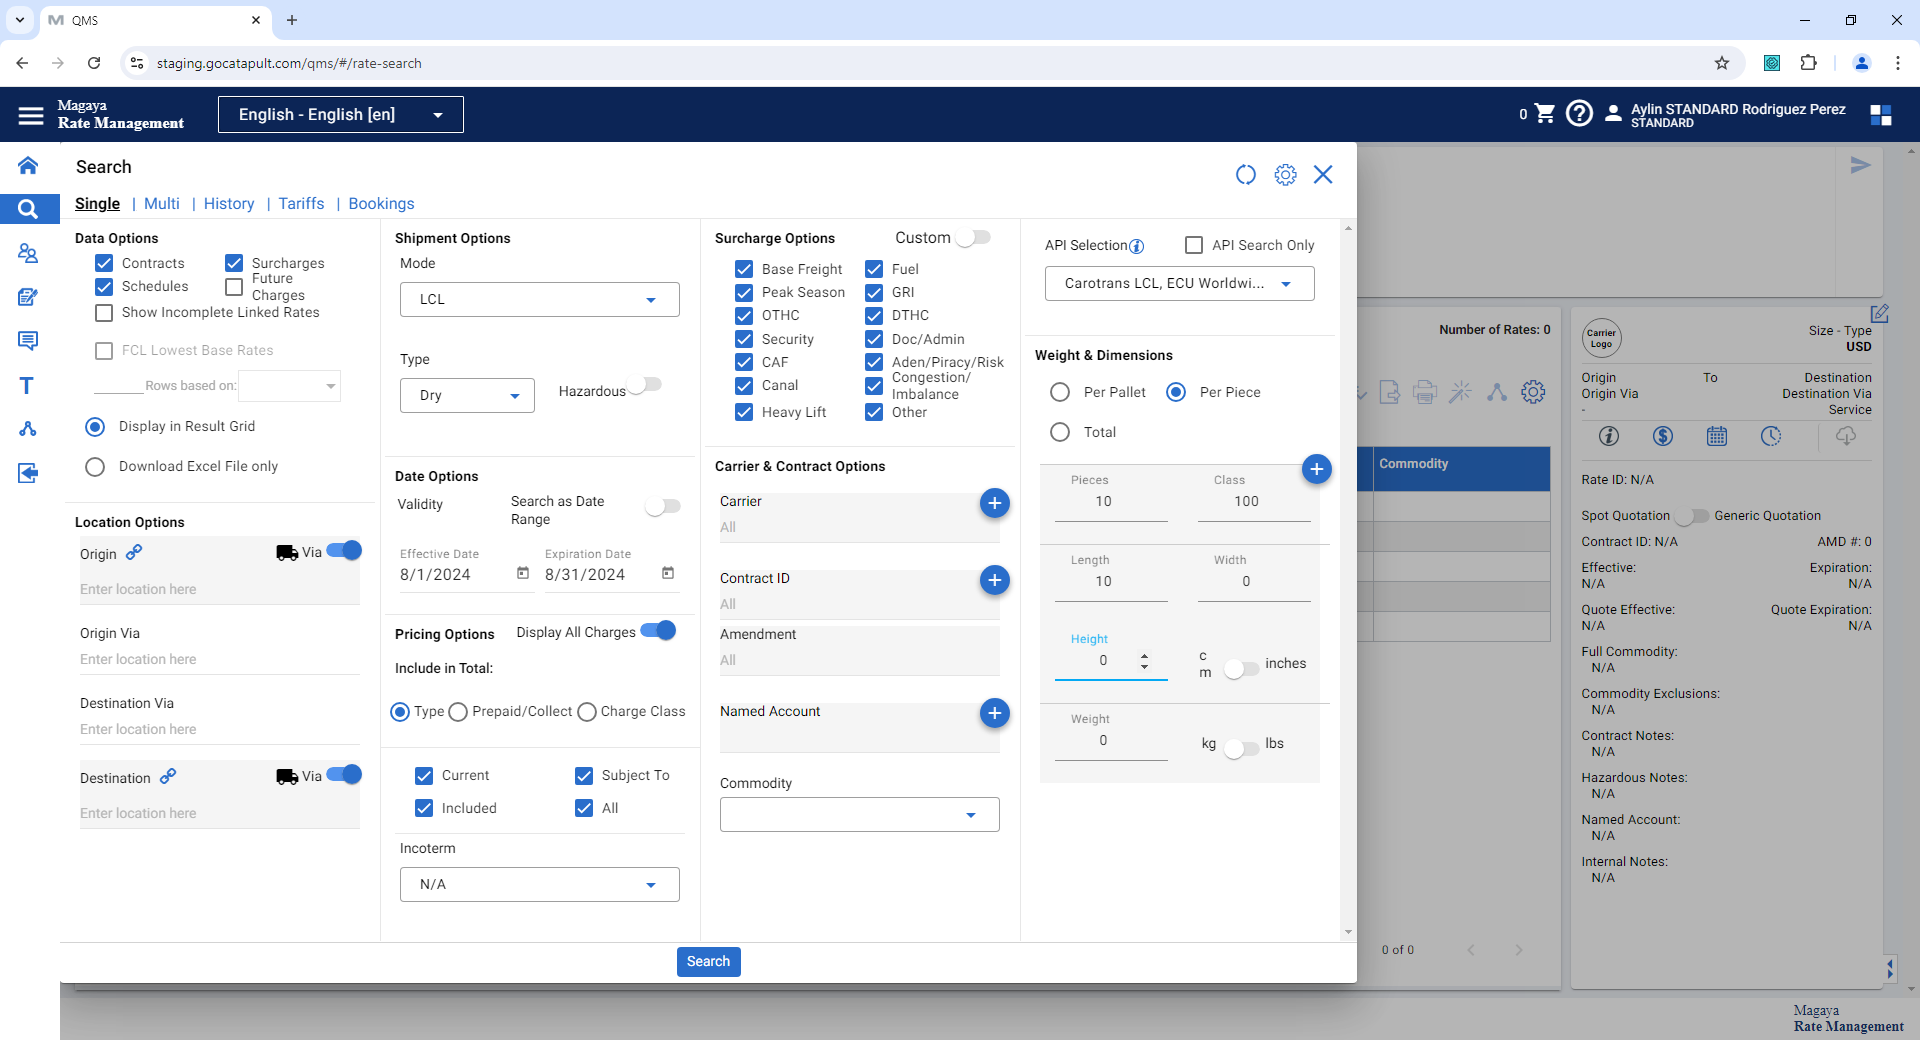 QMS
staging.gocatapult.com/qms/#/rate-search
Magaya
Rate Management
English - English [en]
0
Aylin STANDARD Rodriguez Perez
STANDARD
Search
Single | Multi | History | Tariffs | Bookings
Data Options
Contracts
Surcharges
Schedules
Future Charges
Show Incomplete Linked Rates
FCL Lowest Base Rates
Rows based on:
Display in Result Grid
Download Excel File only
Location Options
Origin
Via
Enter location here
Origin Via
Enter location here
Destination Via
Enter location here
Destination
Via
Enter location here
Shipment Options
Mode
LCL
Type
Dry
Hazardous
Date Options
Validity
Search as Date
Range
Effective Date
8/1/2024
Expiration Date
8/31/2024
Pricing Options
Display All Charges
Include in Total:
Type
Prepaid/Collect
Charge Class
Current
Subject To
Included
All
Incoterm
N/A
Surcharge Options
Custom
Base Freight
Fuel
Peak Season
GRI
OTHC
DTHC
Security
Doc/Admin
CAF
Aden/Piracy/Risk
Canal
Congestion/
Imbalance
Heavy Lift
Other
Carrier & Contract Options
Carrier
All
Contract ID
All
Amendment
All
Named Account
Commodity
API Selection
API Search Only
Carotrans LCL, ECU Worldwi...
Weight & Dimensions
Per Pallet
Per Piece
Total
Pieces
10
Class
100
Length
10
Width
0
Height
0
c
m
inches
Weight
0
kg
lbs
Search
Number of Rates: 0
Commodity
0 of 0
Carrier
Logo
Size - Type
USD
Origin
To
Destination
Origin Via
Destination Via
-
Service
Rate ID: N/A
Spot Quotation
Generic Quotation
Contract ID: N/A
AMD #: 0
Effective:
Expiration:
N/A
N/A
Quote Effective:
Quote Expiration:
N/A
N/A
Full Commodity:
N/A
Commodity Exclusions:
N/A
Contract Notes:
N/A
Hazardous Notes:
N/A
Named Account:
N/A
Internal Notes:
N/A
Magaya
Rate Management